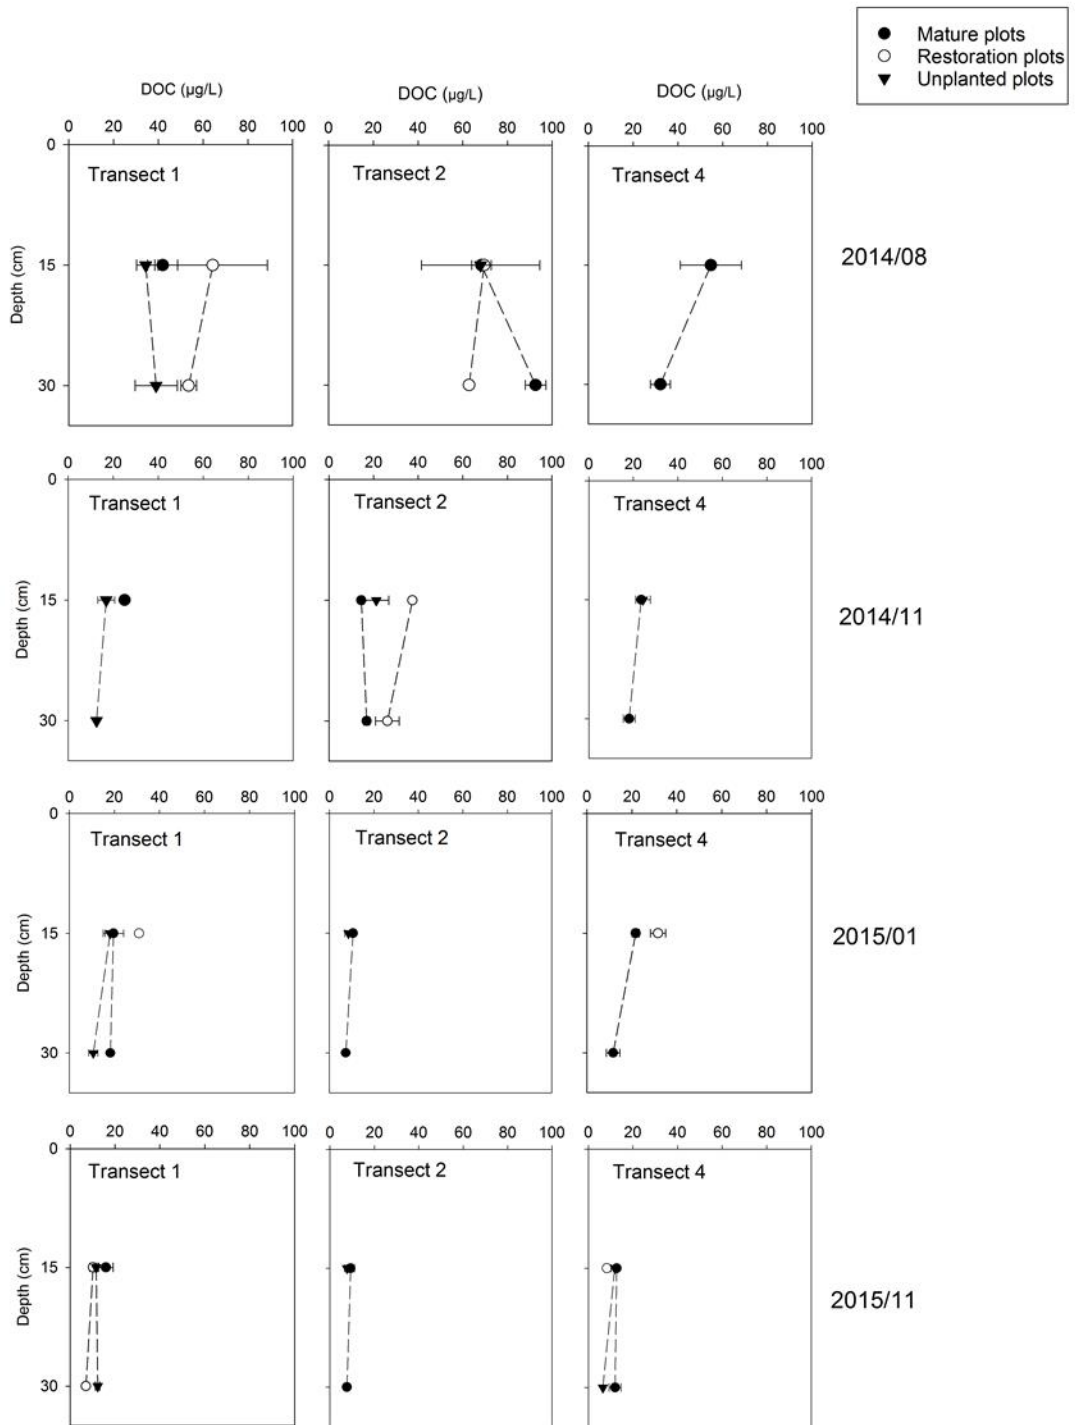 Mature plots
Restoration plots
Unplanted plots
DOC (µg/L) DOC (µg/L) DOC (µg/L)
0 20 40 60 80 100 0 20 40 60 80 100 0 20 40 60 80 100
0
Transect 1 Transect 2 Transect 4
Depth (cm)
15
30
2014/08
0 20 40 60 80 100 0 20 40 60 80 100 0 20 40 60 80 100
0
Transect 1 Transect 2 Transect 4
Depth (cm)
15
30
2014/11
0 20 40 60 80 100 0 20 40 60 80 100 0 20 40 60 80 100
0
Transect 1 Transect 2 Transect 4
Depth (cm)
15
30
2015/01
0 20 40 60 80 100 0 20 40 60 80 100 0 20 40 60 80 100
0
Transect 1 Transect 2 Transect 4
Depth (cm)
15
30
2015/11